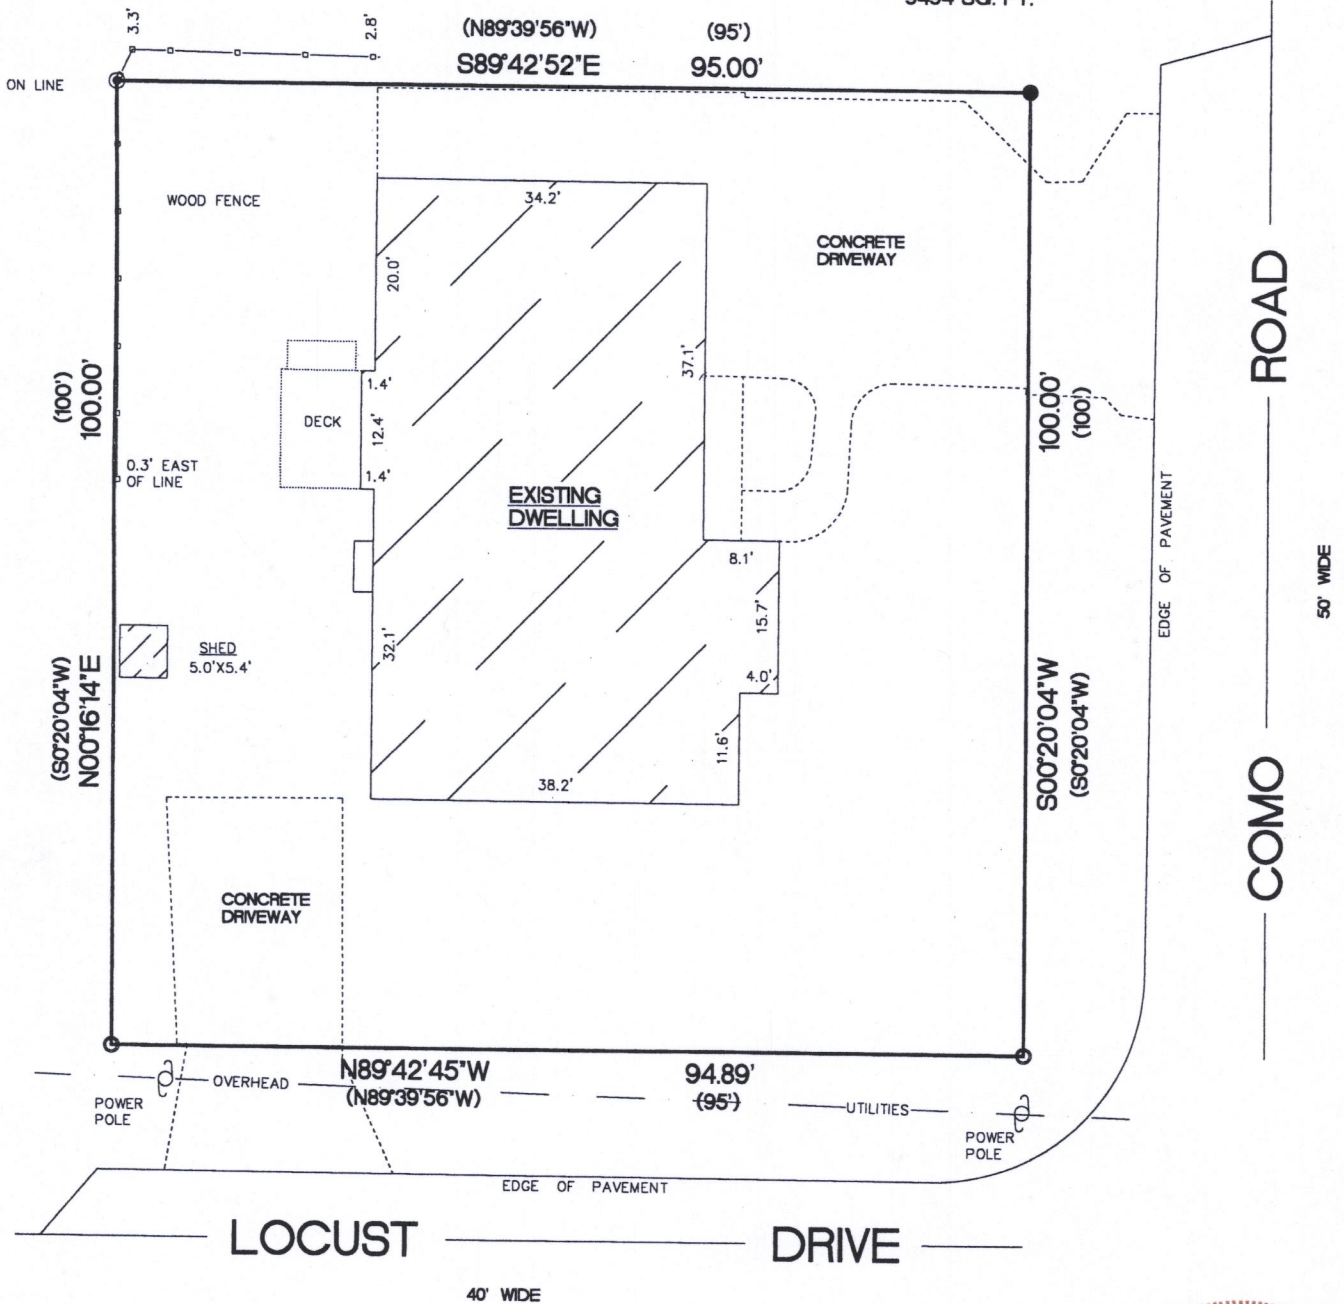 3.3'
2.8'
(N89°39'56"W) (95')
S89°42'52"E 95.00'
ON LINE
WOOD FENCE
34.2'
20.0'
CONCRETE
DRIVEWAY
ROAD
(100')
100.00'
1.4'
DECK
12.4'
1.4'
37.1'
100.00'
(100')
0.3' EAST
OF LINE
EXISTING
DWELLING
EDGE OF PAVEMENT
50' WIDE
8.1'
15.7'
4.0'
11.6'
32.1'
38.2'
SHED
5.0'X5.4'
(S0°20'04"W)
N00°16'14"E
S00°20'04"W
(S0°20'04"W)
COMO
CONCRETE
DRIVEWAY
N89°42'45"W 94.89'
(N89°39'56"W) (95')
OVERHEAD
UTILITIES
POWER
POLE
POWER
POLE
EDGE OF PAVEMENT
LOCUST DRIVE
40' WIDE